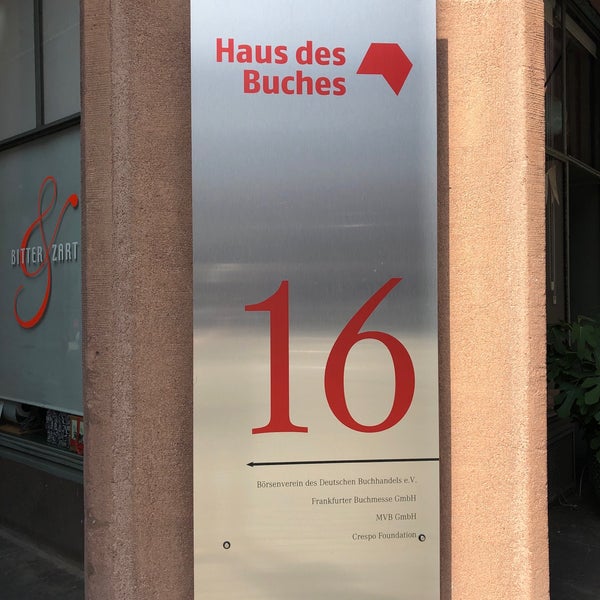 Haus des
Buches
BITTER & ZART
16
Börsenverein des Deutschen Buchhandels e.V.
Frankfurter Buchmesse GmbH
MVB GmbH
Crespo Foundation